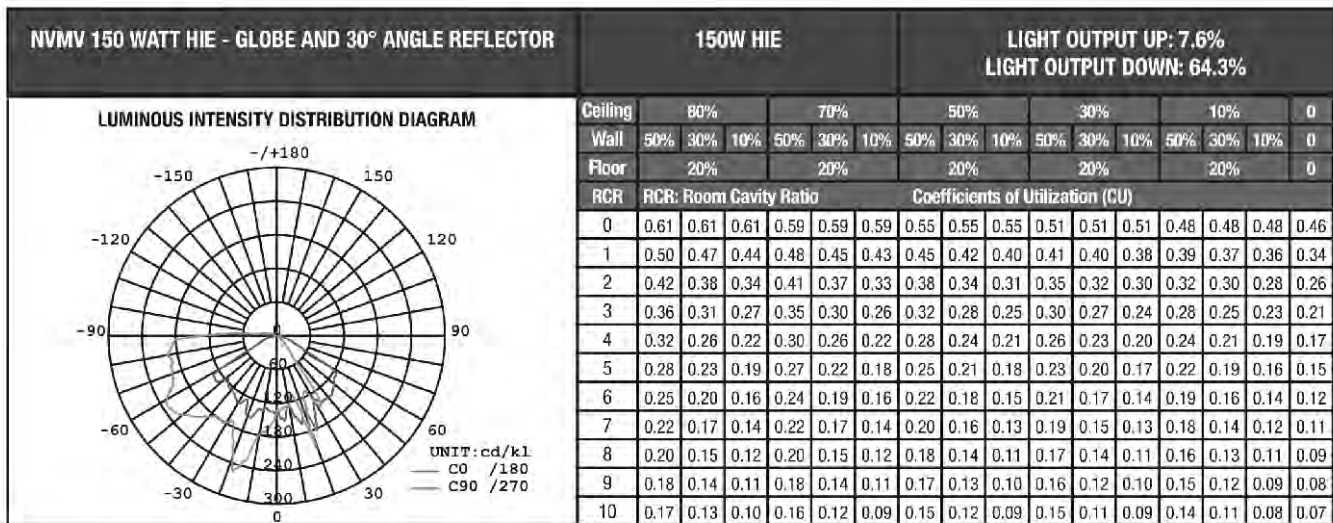 NVMV 150 WATT HIE - GLOBE AND 30° ANGLE REFLECTOR
150W HIE
LIGHT OUTPUT UP: 7.6%
LIGHT OUTPUT DOWN: 64.3%
LUMINOUS INTENSITY DISTRIBUTION DIAGRAM
-/+180
-150 150
-120 120
-90 0 90
60
120
-60 180 60
240
-30 300 30
0
UNIT:cd/kl
C0 /180
C90 /270
Ceiling 80% 70% 50% 30% 10% 0
Wall 50% 30% 10% 50% 30% 10% 50% 30% 10% 50% 30% 10% 50% 30% 10% 0
Floor 20% 20% 20% 20% 20% 0
RCR RCR: Room Cavity Ratio Coefficients of Utilization (CU)
0 0.61 0.61 0.61 0.59 0.59 0.59 0.55 0.55 0.55 0.51 0.51 0.51 0.48 0.48 0.48 0.46
1 0.50 0.47 0.44 0.48 0.45 0.43 0.45 0.42 0.40 0.41 0.40 0.38 0.39 0.37 0.36 0.34
2 0.42 0.38 0.34 0.41 0.37 0.33 0.38 0.34 0.31 0.35 0.32 0.30 0.32 0.30 0.28 0.26
3 0.36 0.31 0.27 0.35 0.30 0.26 0.32 0.28 0.25 0.30 0.27 0.24 0.28 0.25 0.23 0.21
4 0.32 0.26 0.22 0.30 0.26 0.22 0.28 0.24 0.21 0.26 0.23 0.20 0.24 0.21 0.19 0.17
5 0.28 0.23 0.19 0.27 0.22 0.18 0.25 0.21 0.18 0.23 0.20 0.17 0.22 0.19 0.16 0.15
6 0.25 0.20 0.16 0.24 0.19 0.16 0.22 0.18 0.15 0.21 0.17 0.14 0.19 0.16 0.14 0.12
7 0.22 0.17 0.14 0.22 0.17 0.14 0.20 0.16 0.13 0.19 0.15 0.13 0.18 0.14 0.12 0.11
8 0.20 0.15 0.12 0.20 0.15 0.12 0.18 0.14 0.11 0.17 0.14 0.11 0.16 0.13 0.11 0.09
9 0.18 0.14 0.11 0.18 0.14 0.11 0.17 0.13 0.10 0.16 0.12 0.10 0.15 0.12 0.09 0.08
10 0.17 0.13 0.10 0.16 0.12 0.09 0.15 0.12 0.09 0.15 0.11 0.09 0.14 0.11 0.08 0.07